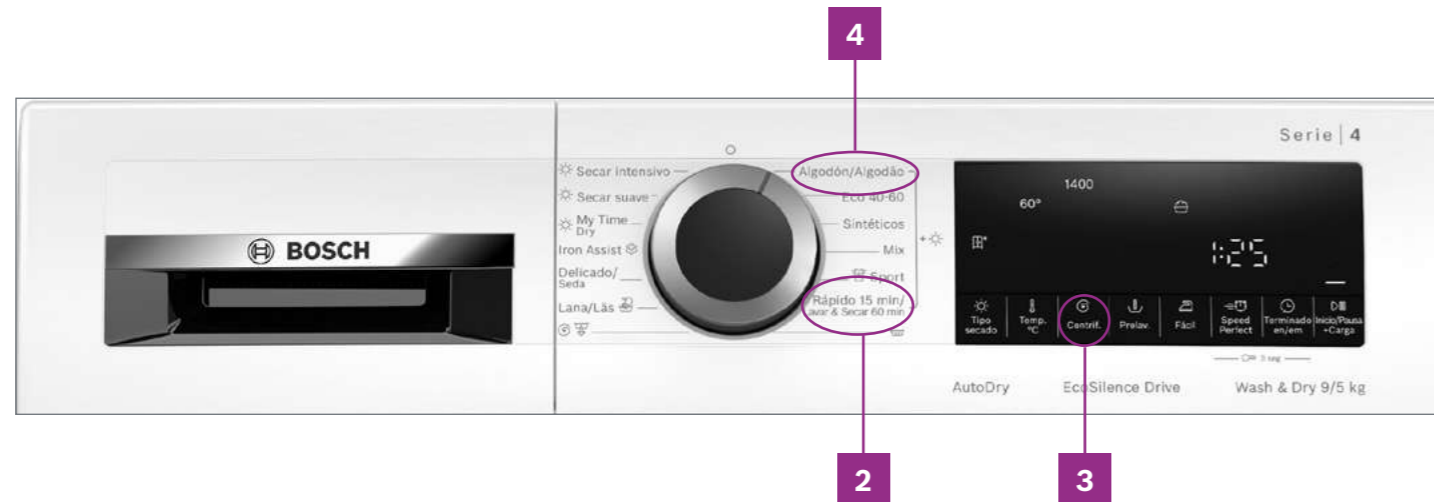 4
Serie | 4
BOSCH
Secar intensivo
Secar suave
My Time
Dry
Iron Assist
Delicado/
Seda
Lana/Lãs
Algodón/Algodão
Eco 40-60
Sintéticos
Mix
Sport
Rápido 15 min/
avar & Secar 60 min
1400
60°
1:25
Tipo
secado
Temp.
°C
Centrif.
Prelav.
Fácil
Speed
Perfect
Terminado
en/em
Inicio/Pausa
+Carga
3 seg
AutoDry
EcoSilence Drive
Wash & Dry 9/5 kg
2
3